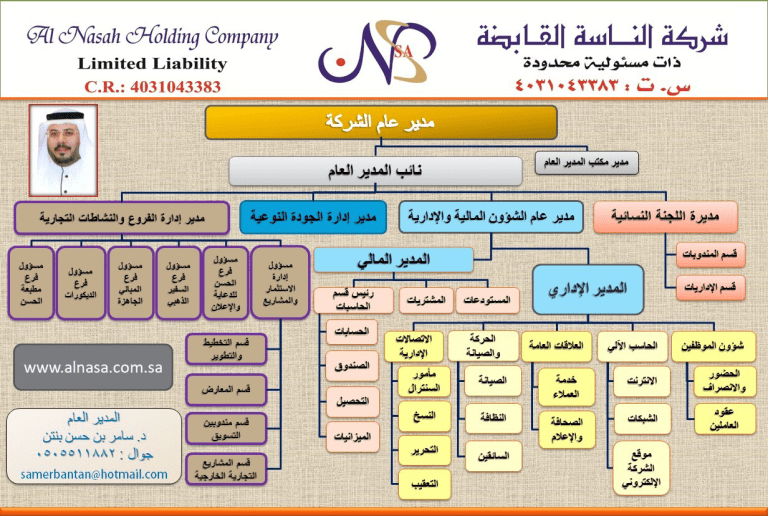 Al Nasah Holding Company
Limited Liability
C.R.: 4031043383
NS
SA
شركة الناسة القابضة
ذات مسئولية محدودة
س. ت : ٤٠٣١٠٤٣٣٨٣
مدير عام الشركة
مدير مكتب المدير العام
نائب المدير العام
مديرة اللجنة النسائية
مدير عام الشؤون المالية والإدارية
مدير إدارة الجودة النوعية
مدير إدارة الفروع والنشاطات التجارية
قسم المندوبات
قسم الإداريات
المدير الإداري
المدير المالي
شؤون الموظفين
الحضور
والانصراف
عقود
العاملين
الحاسب الآلي
الانترنت
الشبكات
موقع
الشركة
الإلكتروني
العلاقات العامة
خدمة
العملاء
الصحافة
والإعلام
الحركة
والصيانة
الصيانة
النظافة
السائقين
الاتصالات
الإدارية
مأمور
السنترال
النسخ
التحرير
التعقيب
المستودعات
المشتريات
رئيس قسم
الحاسبات
الحسابات
الصندوق
التحصيل
الميزانيات
مسؤول
إدارة
الاستثمار
والمشاريع
مسؤول
فرع
الحسن
للدعاية
والإعلان
مسؤول
فرع
السفير
الذهبي
مسؤول
فرع
المباني
الجاهزة
مسؤول
فرع
الديكورات
مسؤول
فرع
مطبعة
الحسن
قسم التخطيط
والتطوير
قسم المعارض
قسم مندوبين
التسويق
قسم المشاريع
التجارية الخارجية
www.alnasa.com.sa
المدير العام
د. سامر بن حسن بنتن
جوال : ٠٥٠٥٥١١٨٨٢
samerbantan@hotmail.com